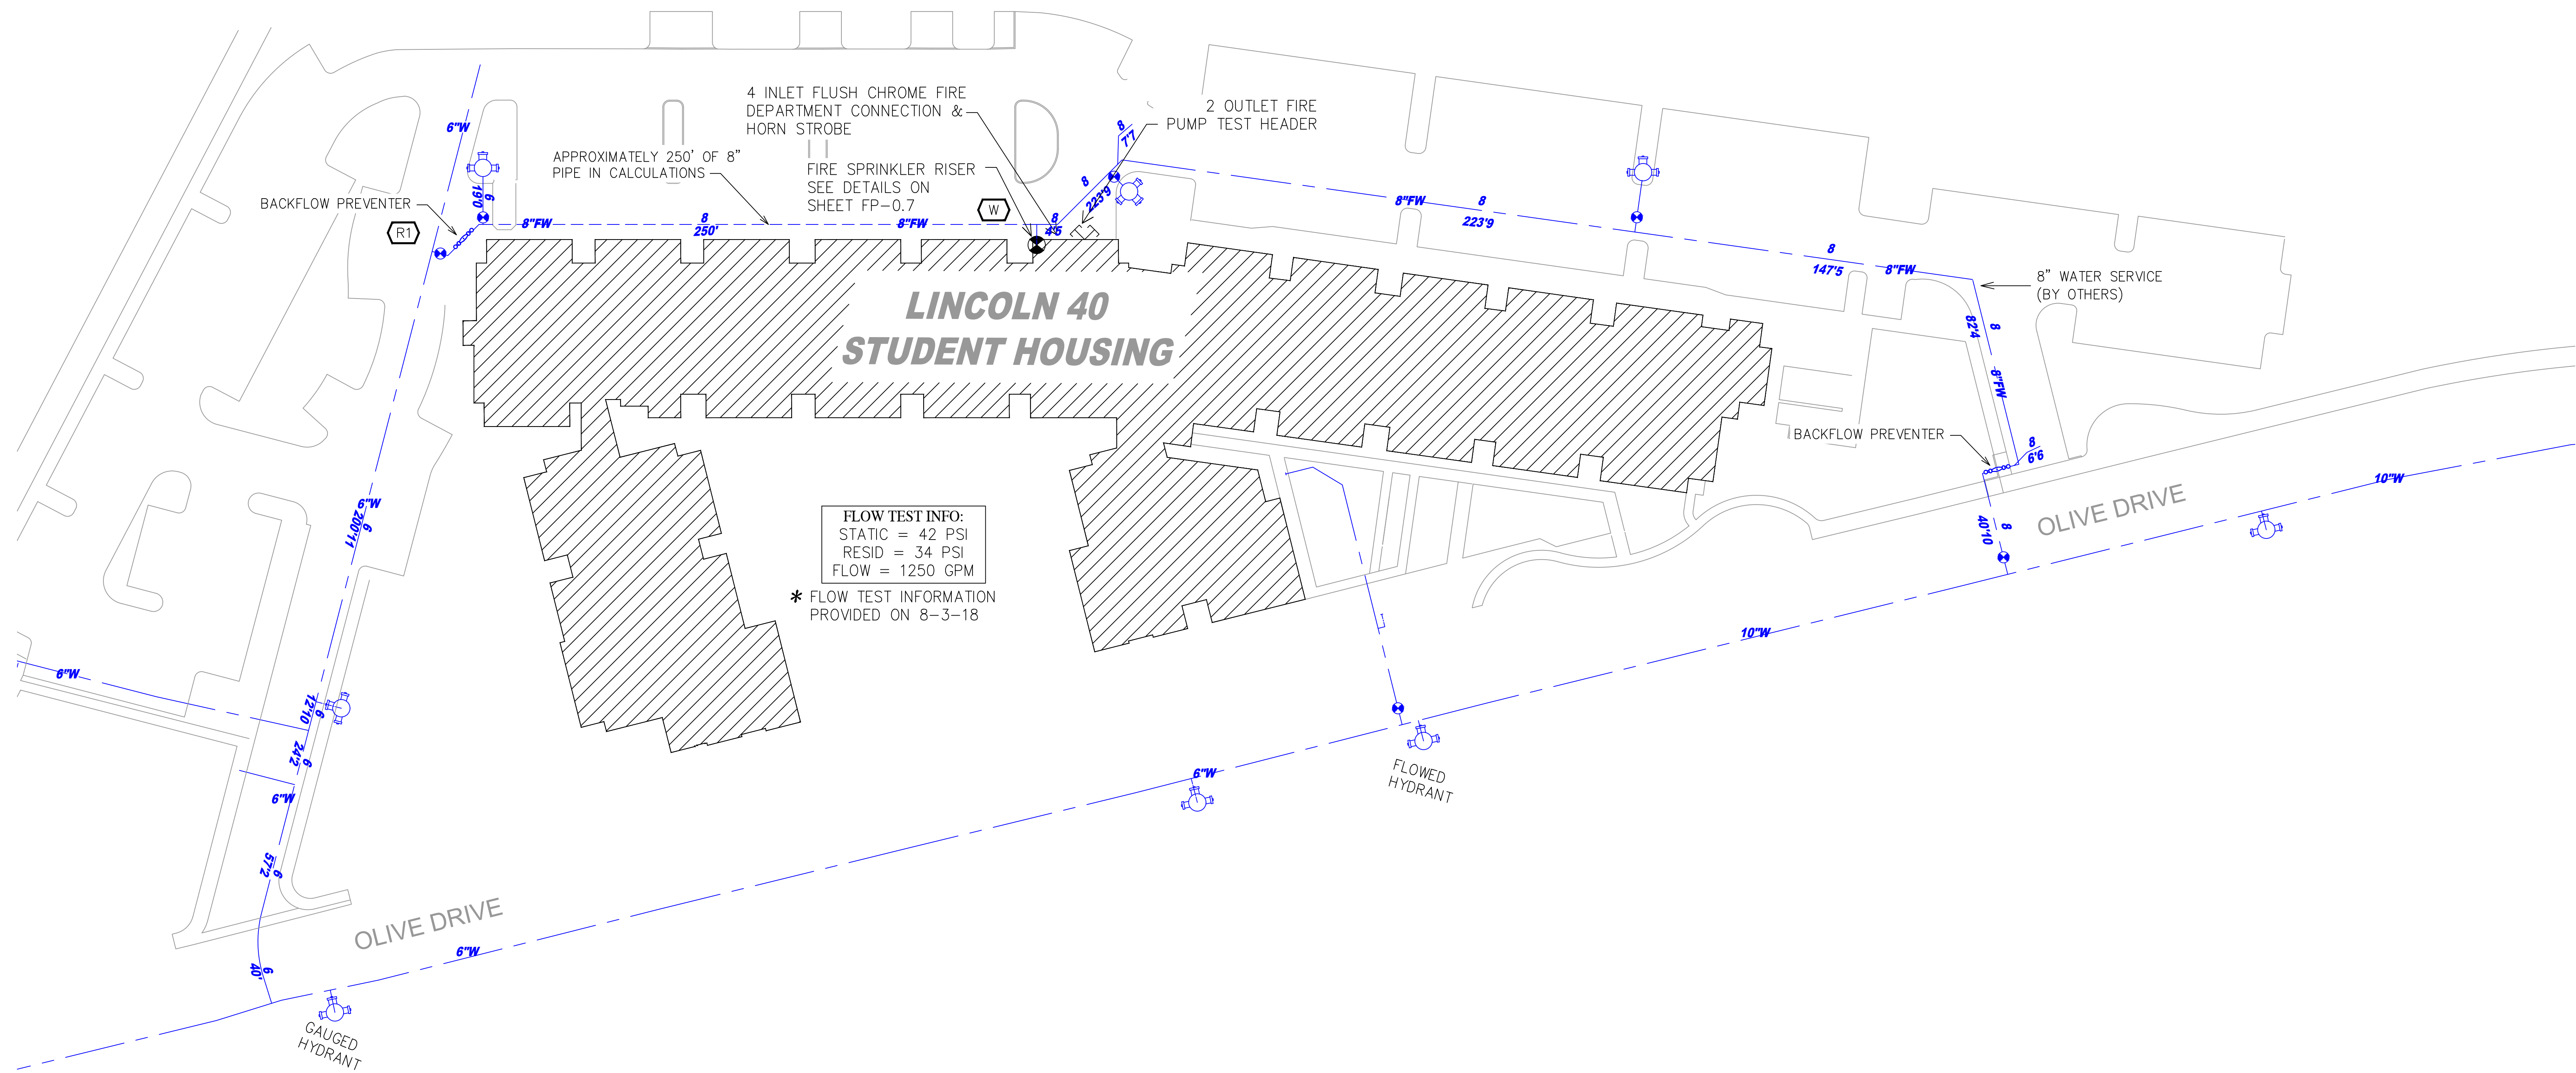 4 INLET FLUSH CHROME FIRE
DEPARTMENT CONNECTION &
HORN STROBE
2 OUTLET FIRE
PUMP TEST HEADER
8
7'7
6"W
APPROXIMATELY 250' OF 8"
PIPE IN CALCULATIONS
FIRE SPRINKLER RISER
SEE DETAILS ON
SHEET FP-0.7
BACKFLOW PREVENTER
R1
6
19'0
8"FW
8
250'
8"FW
W
8
4'5
8
223'9
8"FW
8
223'9
8
147'5
8"FW
8" WATER SERVICE
(BY OTHERS)
LINCOLN 40
STUDENT HOUSING
8
82'4
8"FW
BACKFLOW PREVENTER
8
6'6
8
40'10
OLIVE DRIVE
10"W
6"W
6
200'11
FLOW TEST INFO:
STATIC = 42 PSI
RESID = 34 PSI
FLOW = 1250 GPM
* FLOW TEST INFORMATION
PROVIDED ON 8-3-18
10"W
6"W
6
12'10
6
24'2
6"W
6"W
FLOWED
HYDRANT
6
57'2
OLIVE DRIVE
6"W
6
40'
GAUGED
HYDRANT